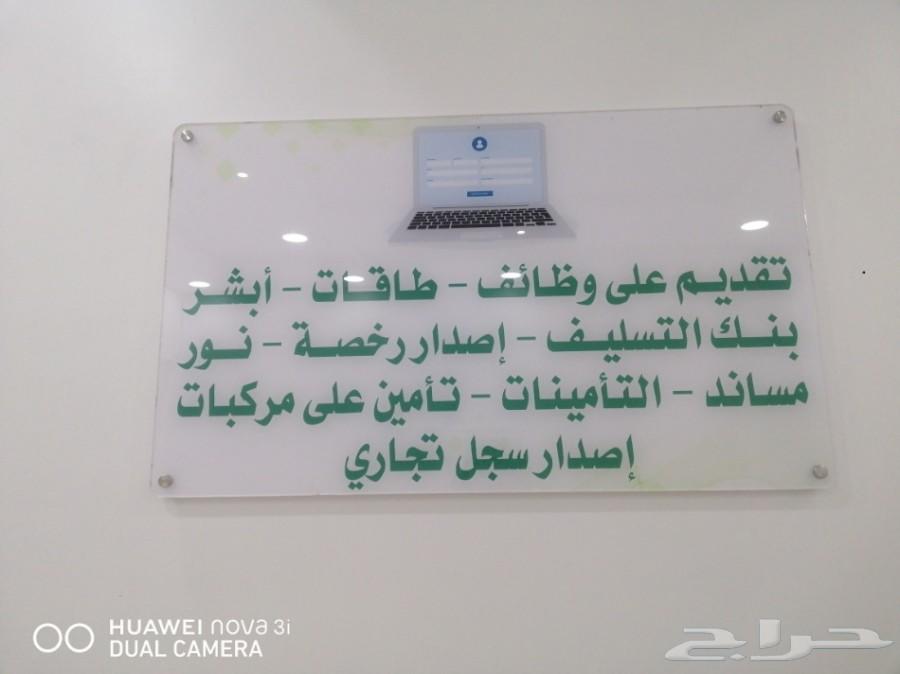 تقديم على وظائف - طاقات - أبشر
بنك التسليف - إصدار رخصة - نور
مساند - التأمينات - تأمين على مركبات
إصدار سجل تجاري
HUAWEI nova 3i
DUAL CAMERA
حراج